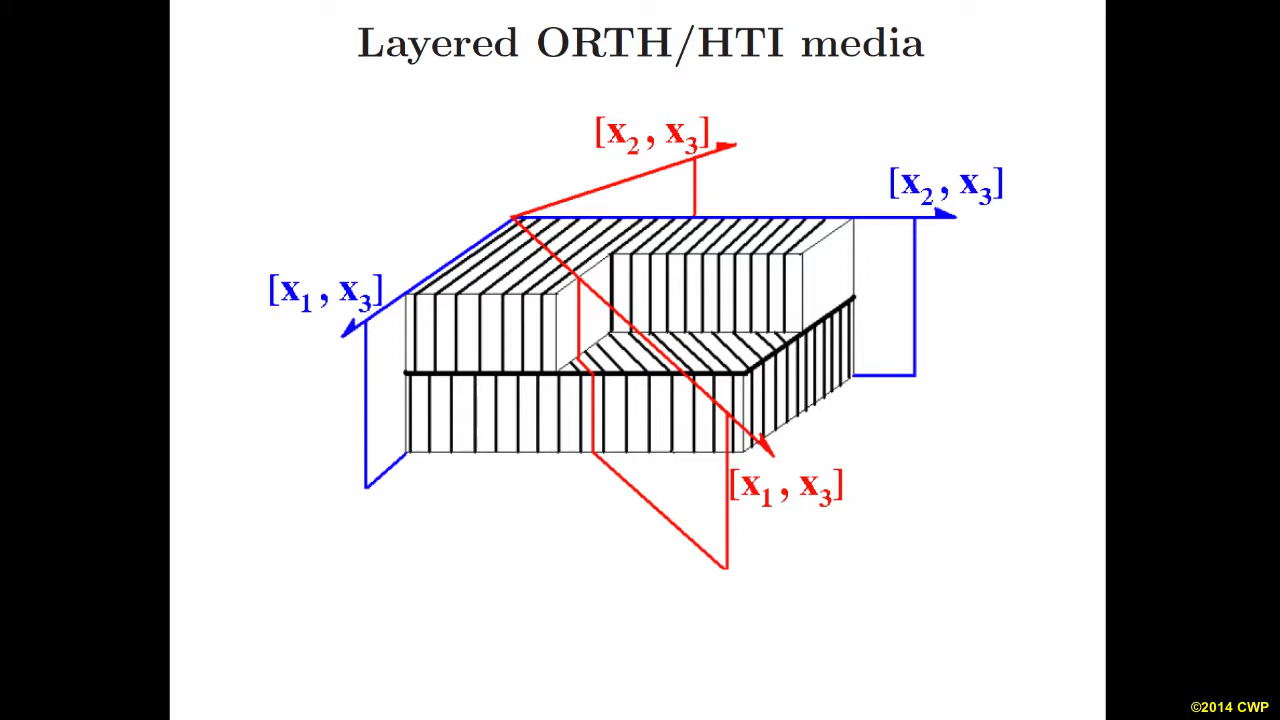 Layered ORTH/HTI media
[x₂, x₃]
[x₂, x₃]
[x₁, x₃]
[x₁, x₃]
©2014 CWP